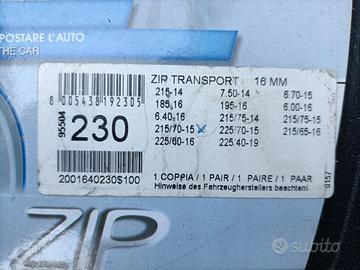 POSTARE L'AUTO
THE CAR
ZIP TRANSPORT 16 MM
215-14 7.50-14 6.70-15
185-16 195-16 6.00-16
6.40-16 215/75-14 215/75-15
215/70-15 225/70-15 215/65-16
225/60-16 225.40-19
8 005438 192305
95504
230
2001640230S100
1 COPPIA / 1 PAIR / 1 PAIRE / 1 PAAR
Hinweise des Fahrzeugherstellers beachten!
0157
ZIP
subito